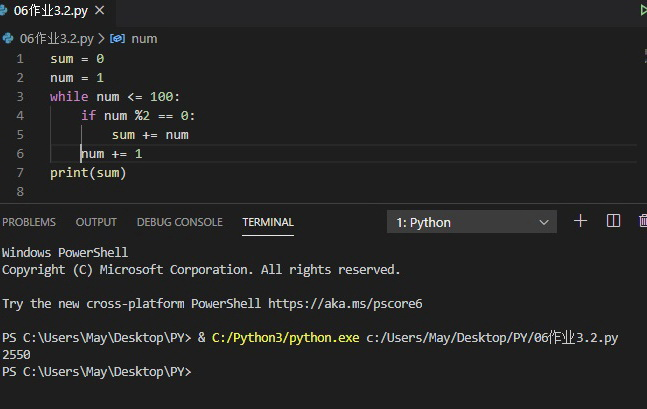 06作业3.2.py
06作业3.2.py > num
1 sum = 0
2 num = 1
3 while num <= 100:
4     if num %2 == 0:
5         sum += num
6     num += 1
7 print(sum)
8
PROBLEMS OUTPUT DEBUG CONSOLE TERMINAL 1: Python
Windows PowerShell
Copyright (C) Microsoft Corporation. All rights reserved.
Try the new cross-platform PowerShell https://aka.ms/pscore6
PS C:\Users\May\Desktop\PY> & C:/Python3/python.exe c:/Users/May/Desktop/PY/06作业3.2.py
2550
PS C:\Users\May\Desktop\PY>